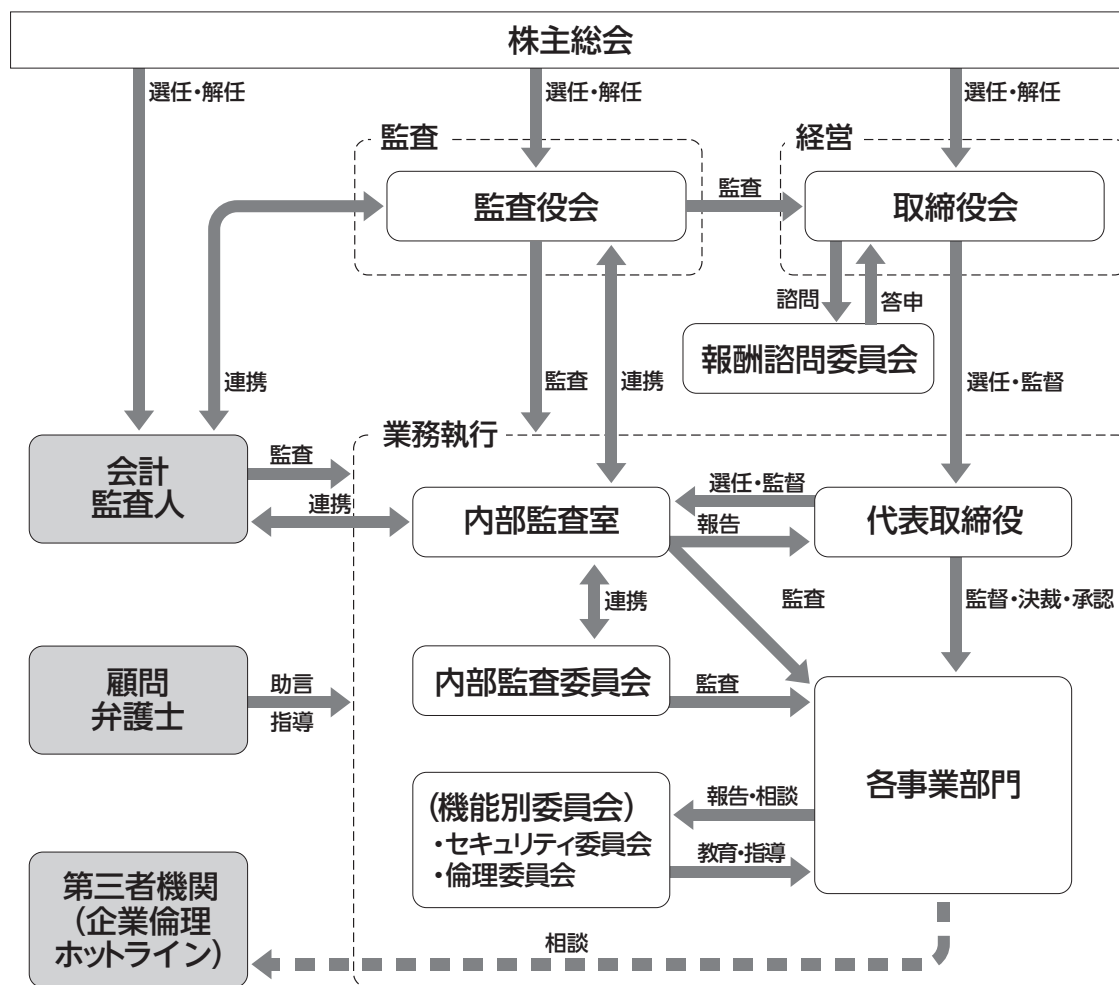 株主総会
選任・解任
選任・解任
選任・解任
監査
経営
監査役会
監査
取締役会
諮問
答申
報酬諮問委員会
連携
監査
連携
選任・監督
業務執行
会計
監査人
監査
連携
内部監査室
選任・監督
報告
代表取締役
連携
監査
監督・決裁・承認
顧問
弁護士
助言
指導
内部監査委員会
監査
各事業部門
(機能別委員会)
・セキュリティ委員会
・倫理委員会
報告・相談
教育・指導
第三者機関
(企業倫理
ホットライン)
相談